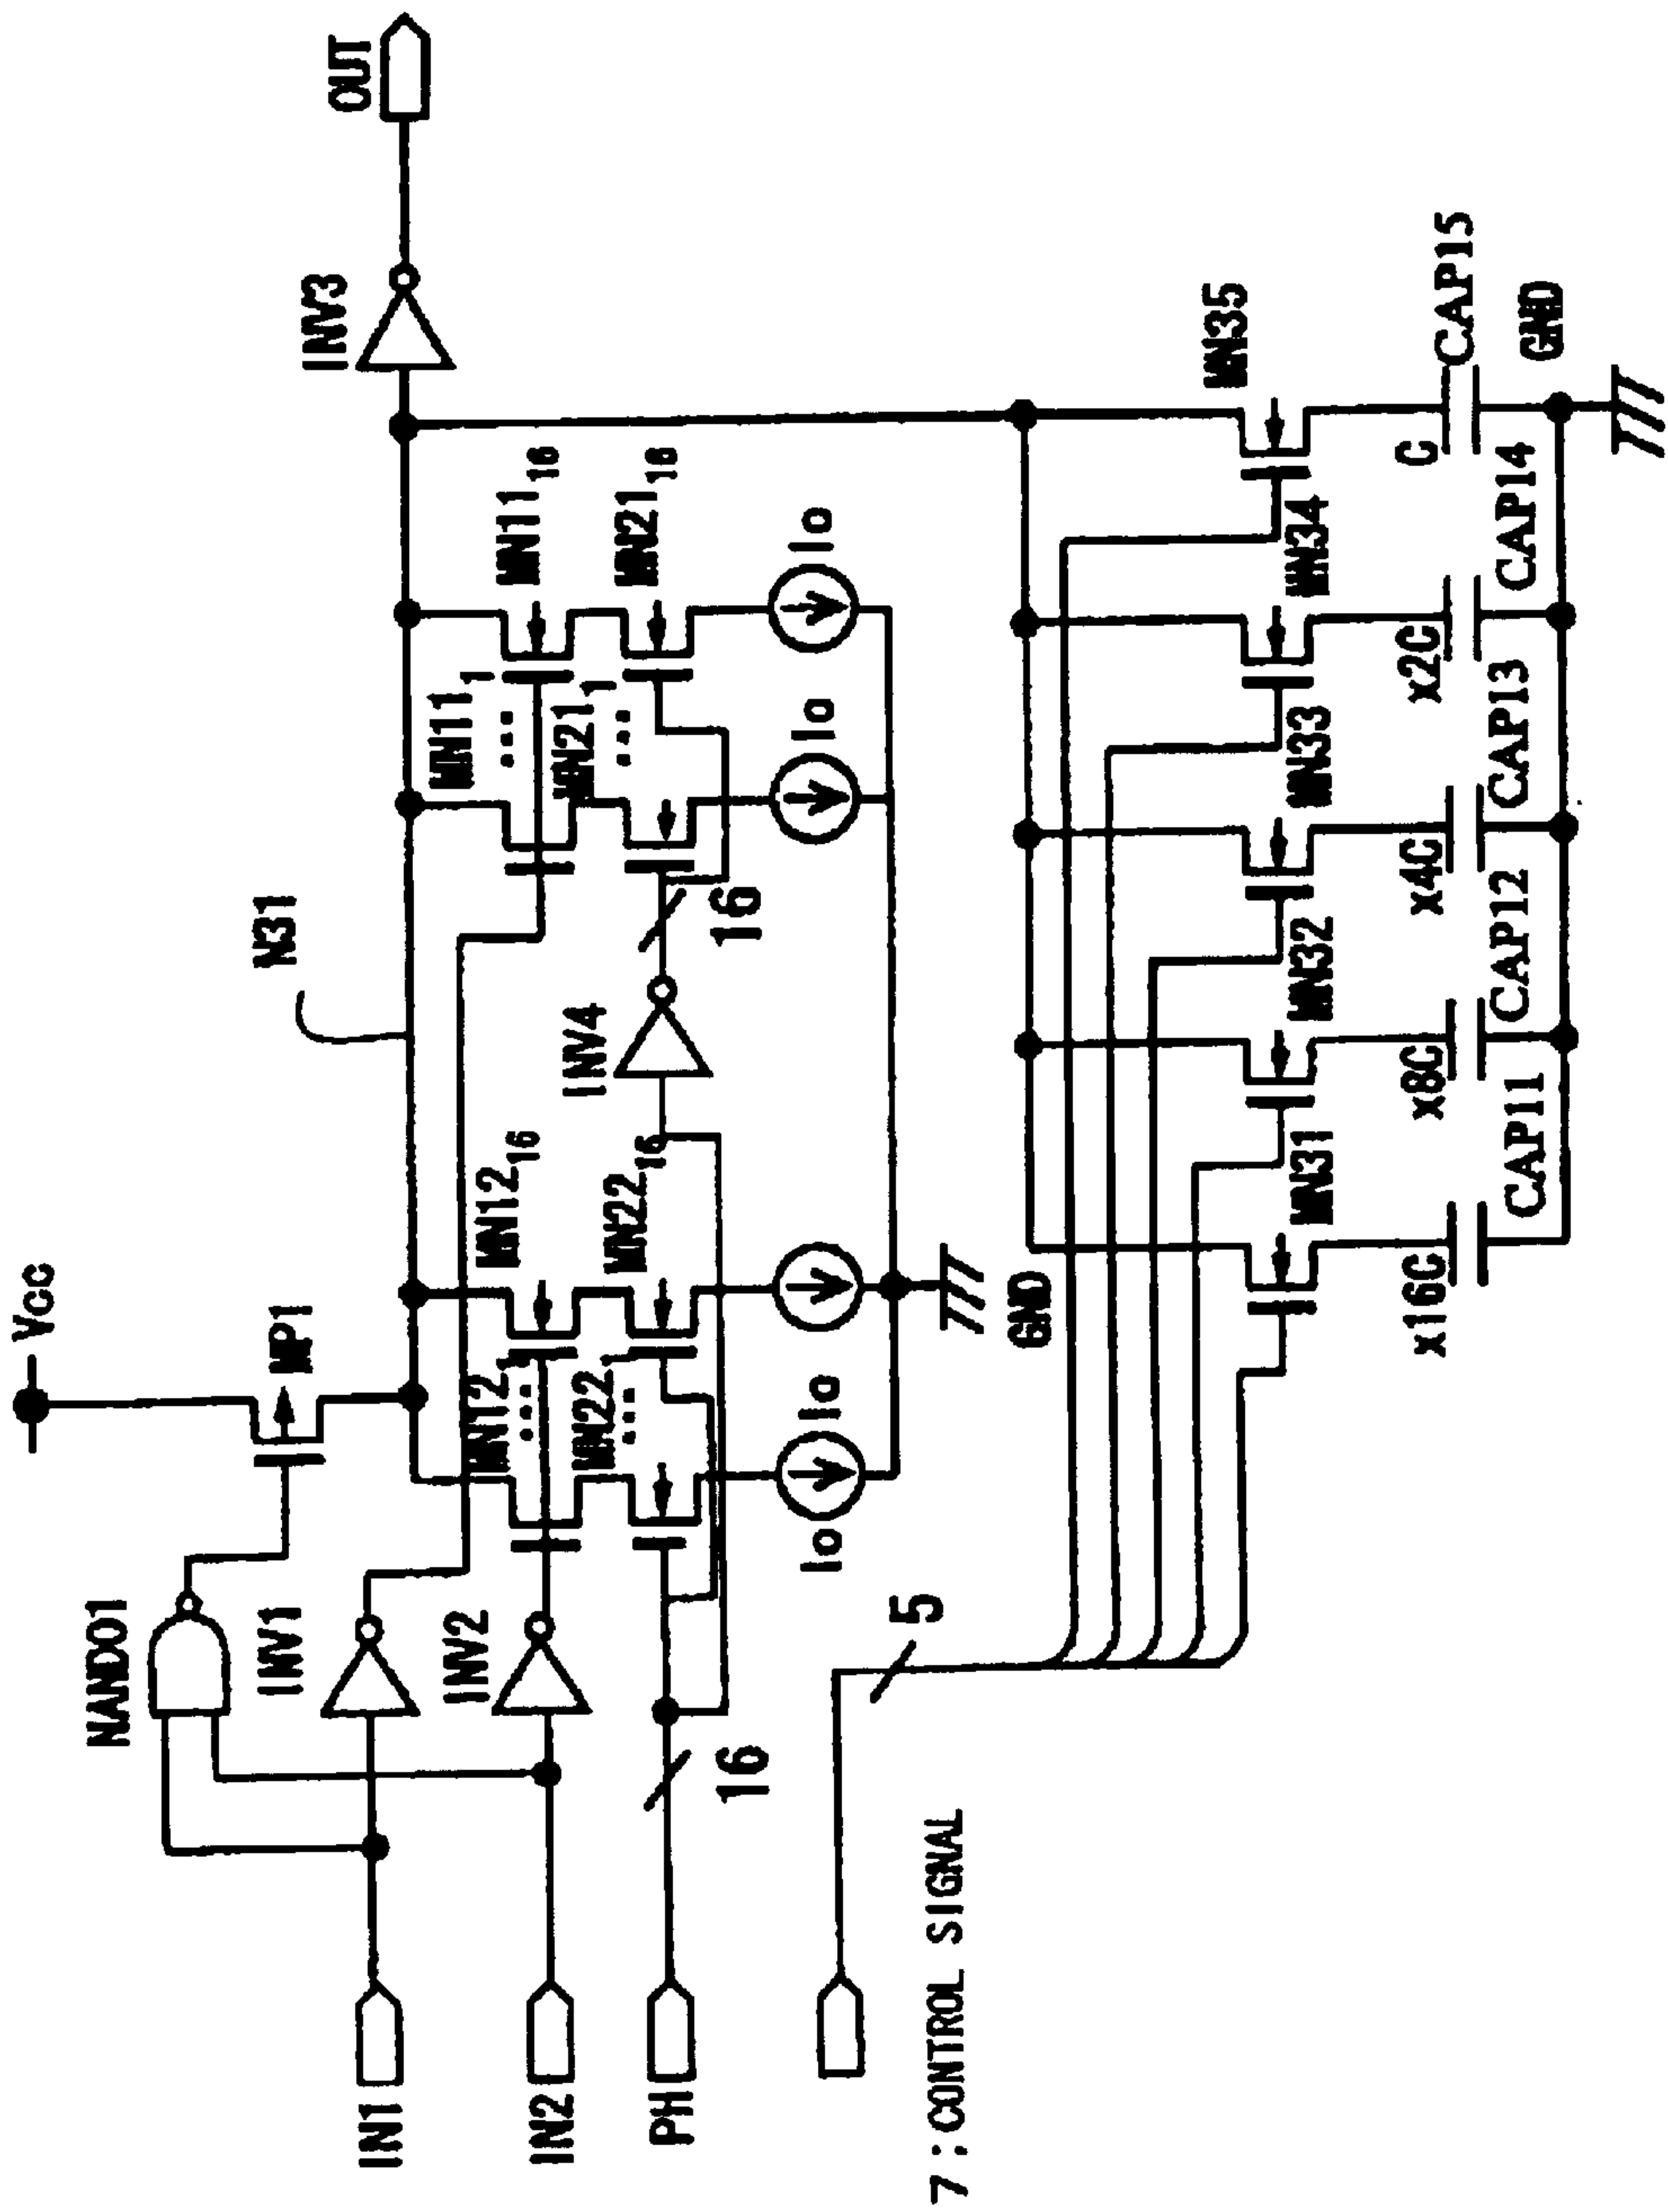 Vcc
NAND01
MP1
N31
INV3
OUT
IN1
INV1
IN2
INV2
MN12₁
MN12₁₆
MN11₁
MN11₁₆
...
...
MN22₁
MN22₁₆
INV4
MN21₁
MN21₁₆
...
...
PH
16
16
Io
Io
Io
Io
GND
5
7:CONTROL SIGNAL
MN31
MN32
MN33
MN34
MN35
x16C
x8C
x4C
x2C
C
CAP11
CAP12
CAP13
CAP14
CAP15
GND